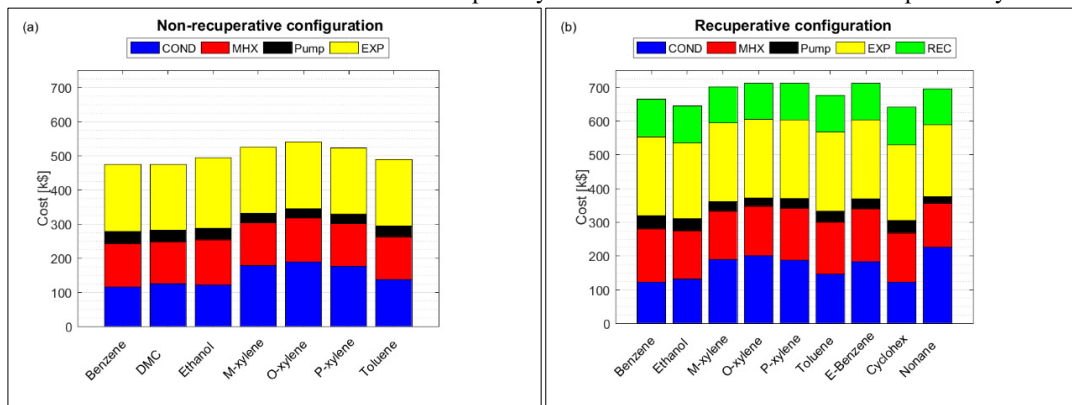 (a)
Non-recuperative configuration
COND MHX Pump EXP
Cost [k$]
700
600
500
400
300
200
100
0
Benzene
DMC
Ethanol
M-xylene
O-xylene
P-xylene
Toluene
(b)
Recuperative configuration
COND MHX Pump EXP REC
Cost [k$]
700
600
500
400
300
200
100
0
Benzene
Ethanol
M-xylene
O-xylene
P-xylene
Toluene
E-Benzene
Cyclohex
Nonane